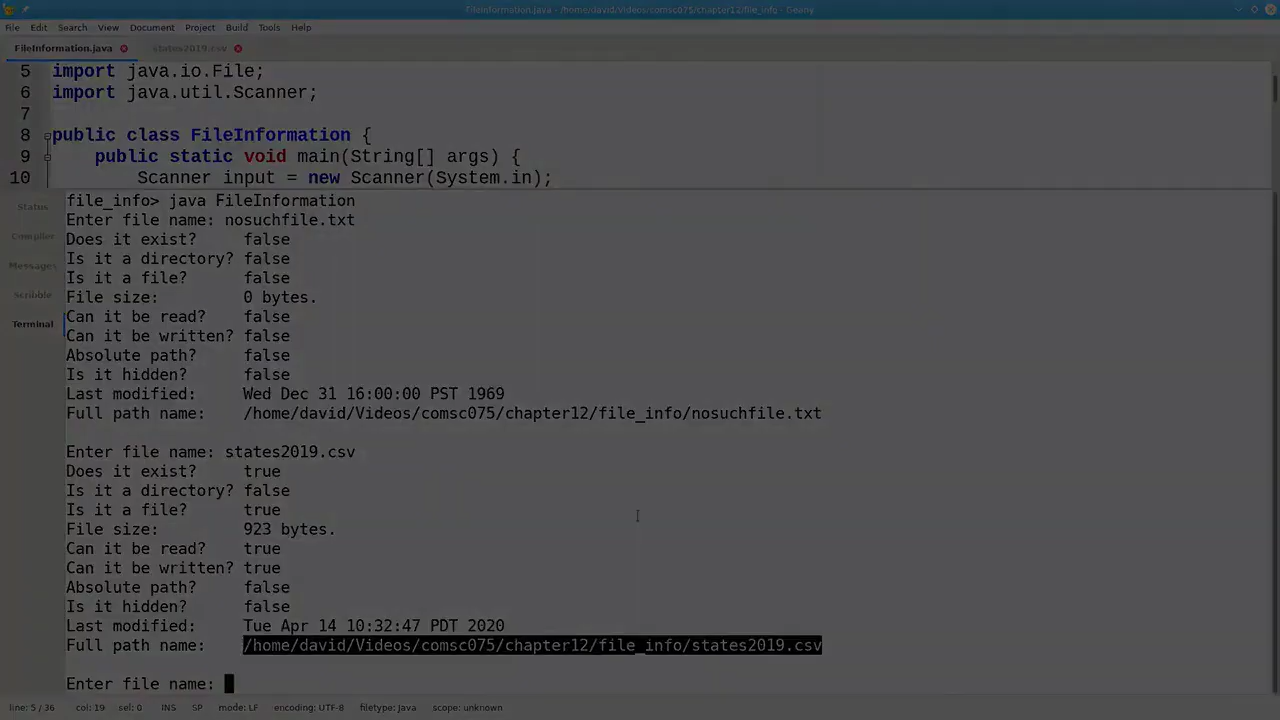 FileInformation.java - /home/david/Videos/comsc075/chapter12/file_info - Geany
File Edit Search View Document Project Build Tools Help
FileInformation.java states2019.csv
5 import java.io.File;
6 import java.util.Scanner;
7
8 public class FileInformation {
9 public static void main(String[] args) {
10 Scanner input = new Scanner(System.in);
Status
Compiler
Messages
Scribble
Terminal
file_info> java FileInformation
Enter file name: nosuchfile.txt
Does it exist? false
Is it a directory? false
Is it a file? false
File size: 0 bytes.
Can it be read? false
Can it be written? false
Absolute path? false
Is it hidden? false
Last modified: Wed Dec 31 16:00:00 PST 1969
Full path name: /home/david/Videos/comsc075/chapter12/file_info/nosuchfile.txt
Enter file name: states2019.csv
Does it exist? true
Is it a directory? false
Is it a file? true
File size: 923 bytes.
Can it be read? true
Can it be written? true
Absolute path? false
Is it hidden? false
Last modified: Tue Apr 14 10:32:47 PDT 2020
Full path name: /home/david/Videos/comsc075/chapter12/file_info/states2019.csv
Enter file name:
line: 5 / 36 col: 19 sel: 0 INS SP mode: LF encoding: UTF-8 filetype: Java scope: unknown